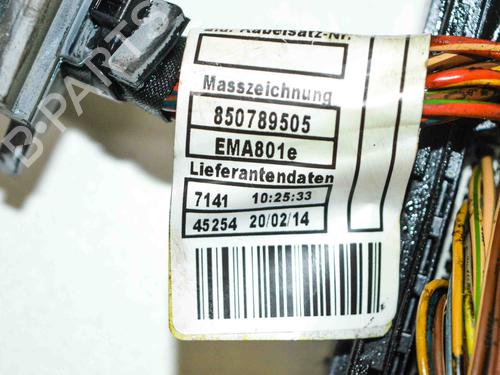 Kabelsatz-Nr.
Masszeichnung
850789505
EMA801e
Lieferantendaten
7141 10:25:33
45254 20/02/14
B-PARTS